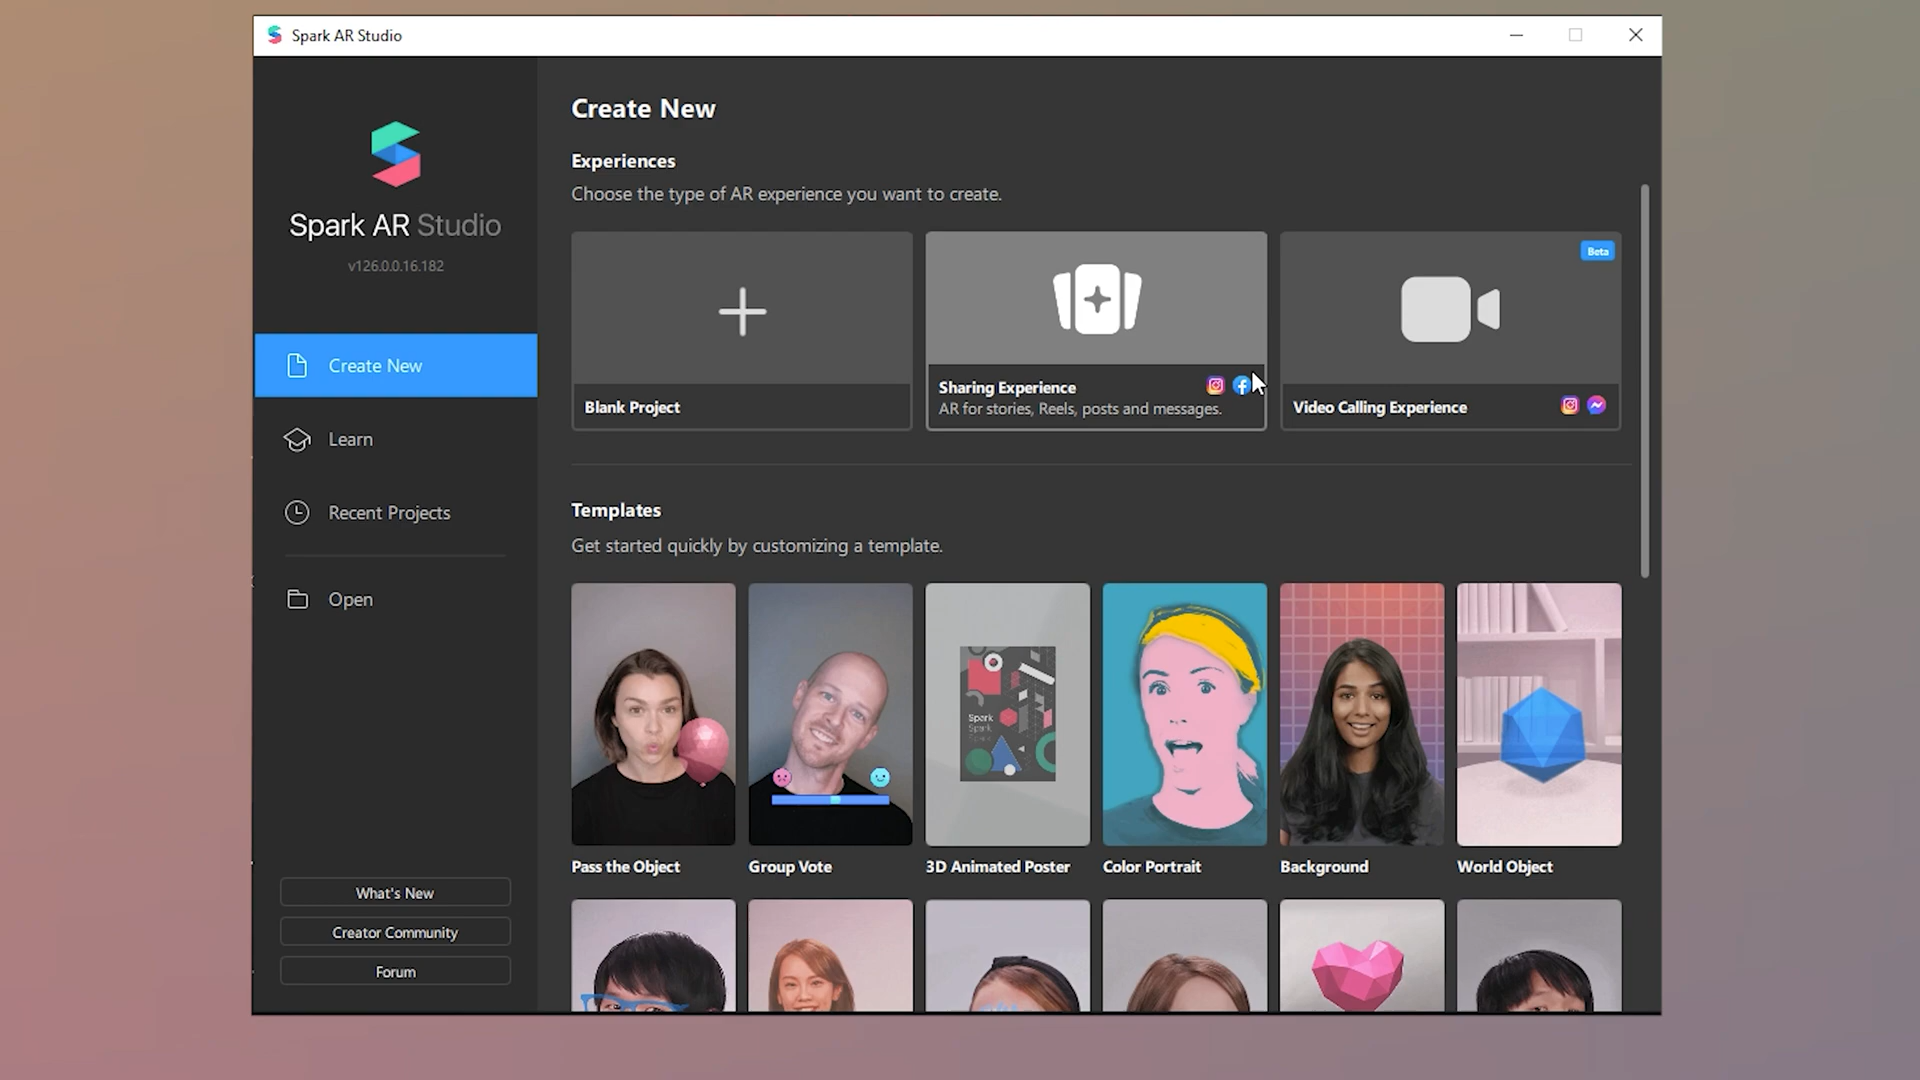 Spark AR Studio
Spark AR Studio
v126.0.0.16.182
Create New
Learn
Recent Projects
Open
What's New
Creator Community
Forum
Create New
Experiences
Choose the type of AR experience you want to create.
Blank Project
Sharing Experience
AR for stories, Reels, posts and messages.
Beta
Video Calling Experience
Templates
Get started quickly by customizing a template.
Spark
Spark
Pass the Object
Group Vote
3D Animated Poster
Color Portrait
Background
World Object